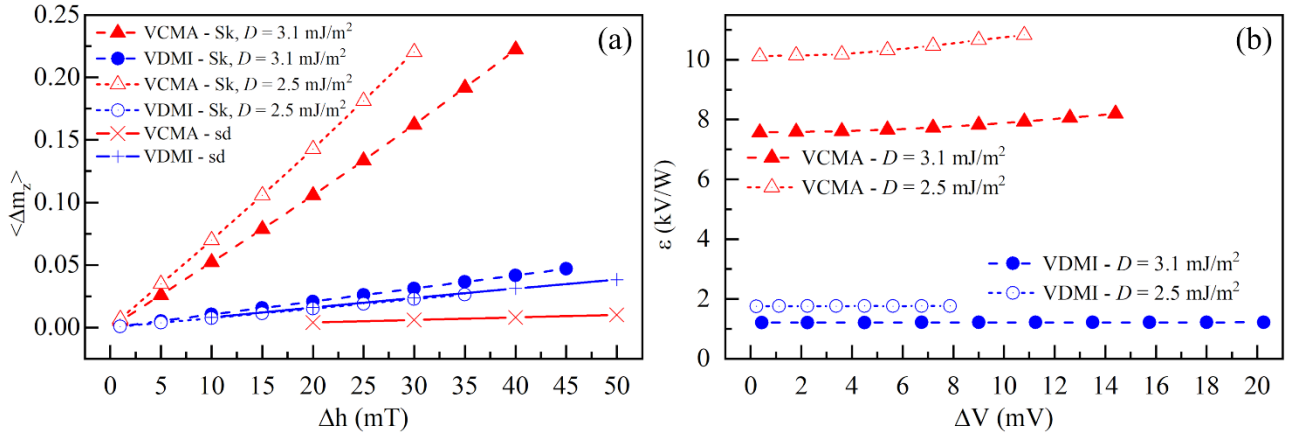 0.25
0.20
0.15
0.10
0.05
0.00
<Δm_z>
VCMA - Sk, D = 3.1 mJ/m²
VDMI - Sk, D = 3.1 mJ/m²
VCMA - Sk, D = 2.5 mJ/m²
VDMI - Sk, D = 2.5 mJ/m²
VCMA - sd
VDMI - sd
(a)
0 5 10 15 20 25 30 35 40 45 50
Δh (mT)
10
8
6
4
2
0
ε (kV/W)
(b)
VCMA - D = 3.1 mJ/m²
VCMA - D = 2.5 mJ/m²
VDMI - D = 3.1 mJ/m²
VDMI - D = 2.5 mJ/m²
0 2 4 6 8 10 12 14 16 18 20
ΔV (mV)